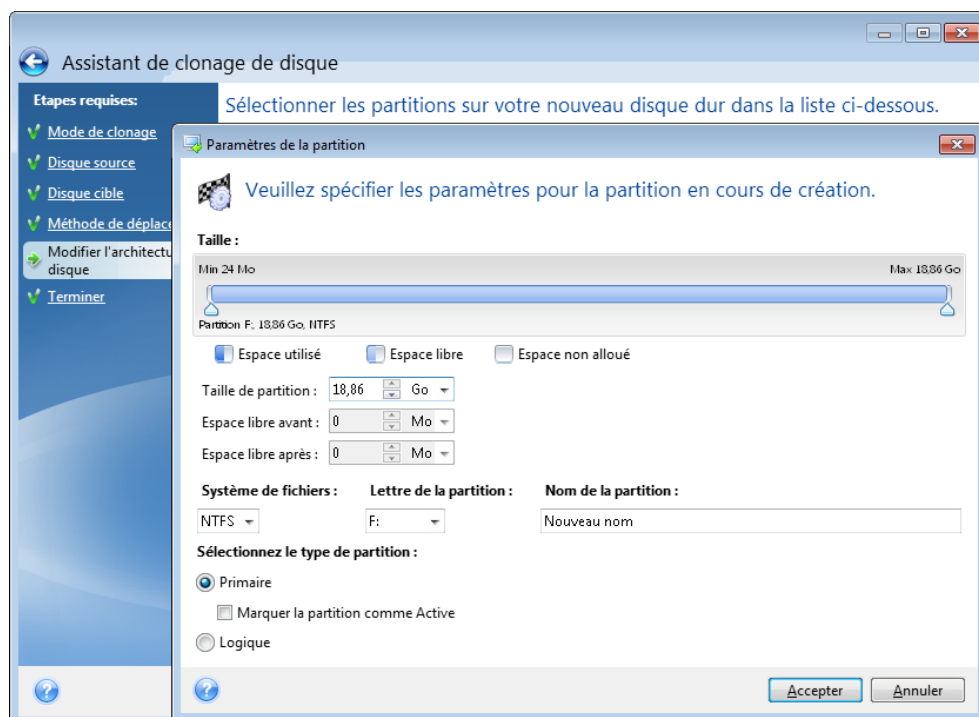 Assistant de clonage de disque
Etapes requises:
Sélectionner les partitions sur votre nouveau disque dur dans la liste ci-dessous.
Mode de clonage
Disque source
Disque cible
Méthode de déplace
Modifier l'architectu
disque
Terminer
Paramètres de la partition
Veuillez spécifier les paramètres pour la partition en cours de création.
Taille :
Min 24 Mo Max 18,86 Go
Partition F:, 18,86 Go, NTFS
Espace utilisé Espace libre Espace non alloué
Taille de partition : 18,86 Go
Espace libre avant : 0 Mo
Espace libre après : 0 Mo
Système de fichiers : Lettre de la partition : Nom de la partition :
NTFS F: Nouveau nom
Sélectionnez le type de partition :
Primaire
Marquer la partition comme Active
Logique
Accepter Annuler